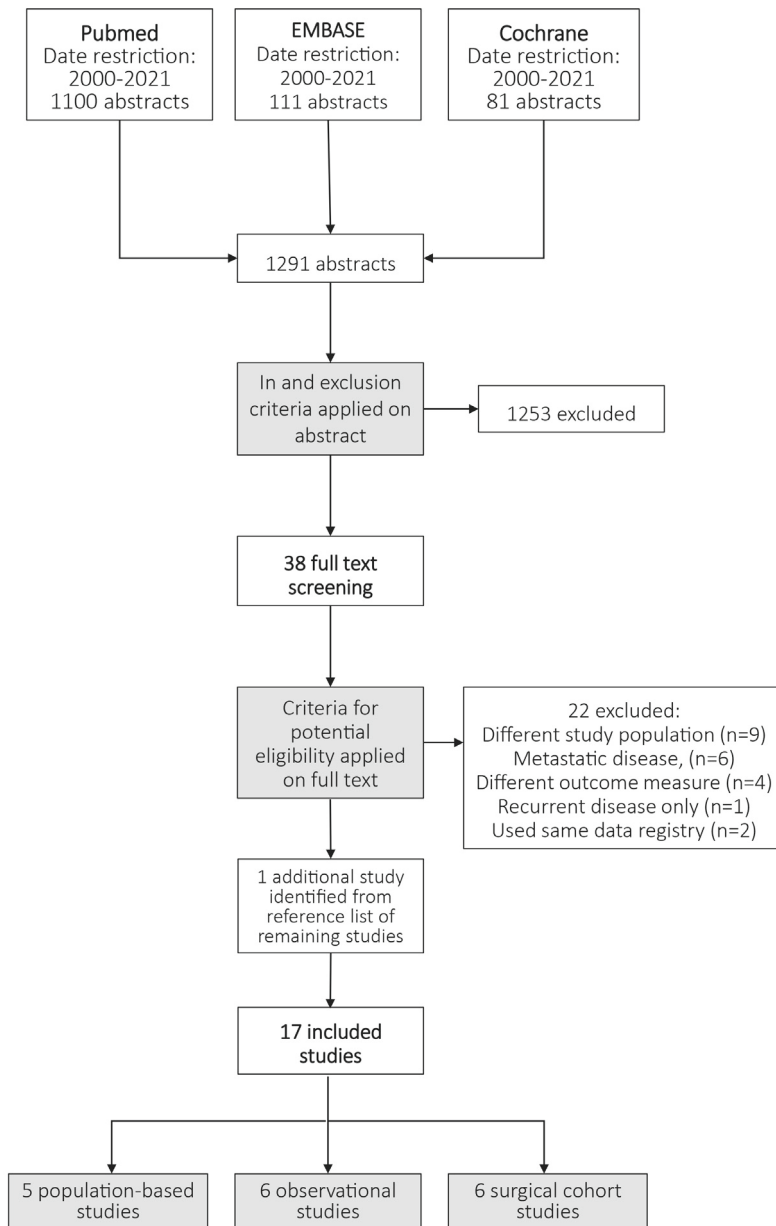 Pubmed
Date restriction:
2000-2021
1100 abstracts
EMBASE
Date restriction:
2000-2021
111 abstracts
Cochrane
Date restriction:
2000-2021
81 abstracts
1291 abstracts
In and exclusion
criteria applied on
abstract
1253 excluded
38 full text
screening
Criteria for
potential
eligibility applied
on full text
22 excluded:
Different study population (n=9)
Metastatic disease, (n=6)
Different outcome measure (n=4)
Recurrent disease only (n=1)
Used same data registry (n=2)
1 additional study
identified from
reference list of
remaining studies
17 included
studies
5 population-based
studies
6 observational
studies
6 surgical cohort
studies